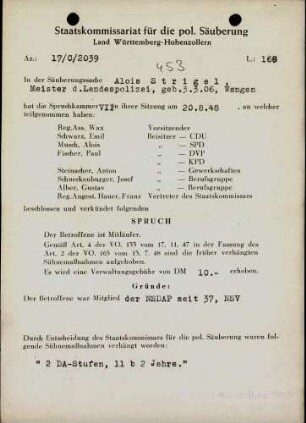 Staatskommissariat für die pol. Säuberung
Land Württemberg-Hohenzollern
Az.: 17/G/2039 L.: 168
453
In der Säuberungssache Alois Strigel,
Meister d.Landespolizei, geb.3.3.06, Wangen
hat die Spruchkammer VII in ihrer Sitzung am 20.8.48 , an welcher
teilgenommen haben:
Reg.Ass. Wax Vorsitzender
Schwarz, Emil Beisitzer — CDU
Musch, Alois „ — SPD
Fischer, Paul „ — DVP
„ — KPD
Steinacher, Anton „ — Gewerkschaften
Schneckenburger, Josef „ — Berufsgruppe
Alber, Gustav „ — Berufsgruppe
Reg.Angest. Hauer, Franz Vertreter des Staatskommissars
beschlossen und verkündet folgenden
SPRUCH
Der Betroffene ist Mitläufer.
Gemäß Art. 4 der VO. 133 vom 17. 11. 47 in der Fassung des
Art. 2 der VO. 165 vom 13. 7. 48 sind die früher verhängten
Sühnemaßnahmen aufgehoben.
Es wird eine Verwaltungsgebühr von DM 10.- erhoben.
Gründe:
Der Betroffene war Mitglied der NSDAP seit 37, NSV
Durch Entscheidung des Staatskommissars für die pol. Säuberung waren folgende
Sühnemaßnahmen verhängt worden:
" 2 DA-Stufen, 11 b 2 Jahre."